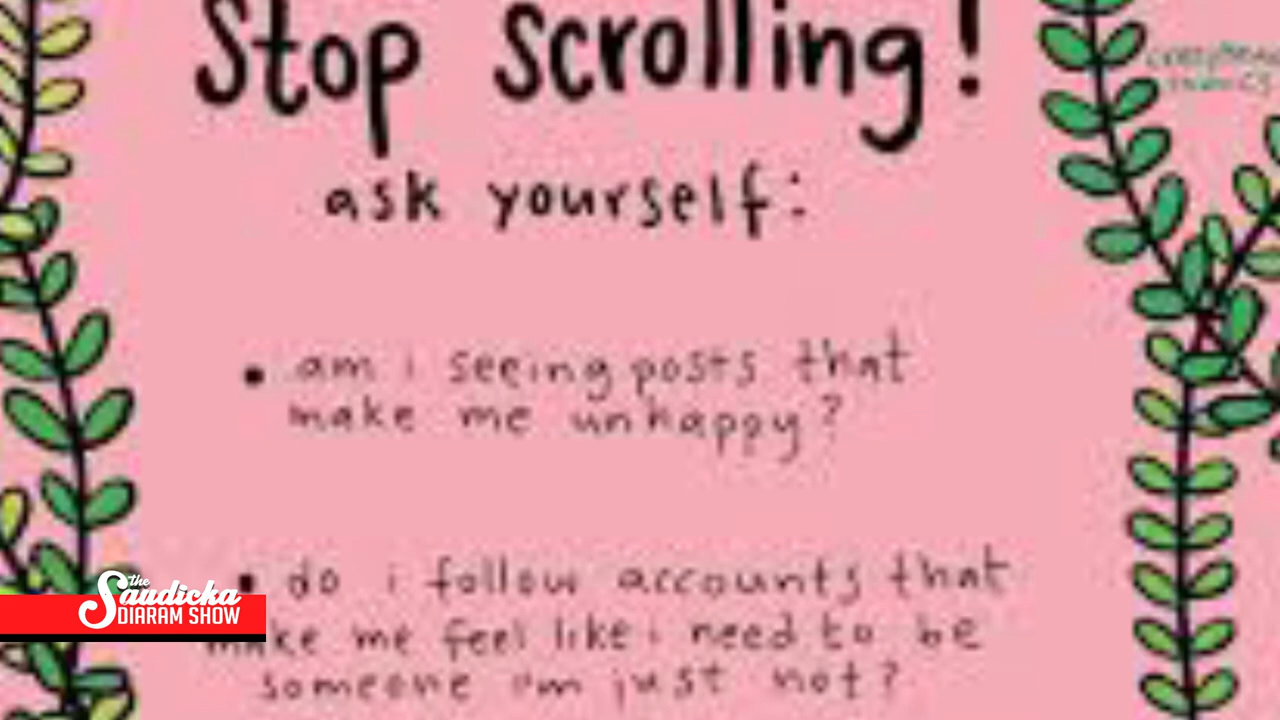 Stop scrolling!
ask yourself:
• am i seeing posts that
make me unhappy?
• do i follow accounts that
make me feel like i need to be
someone i'm just not?
the
Saudicka
DIARAM SHOW